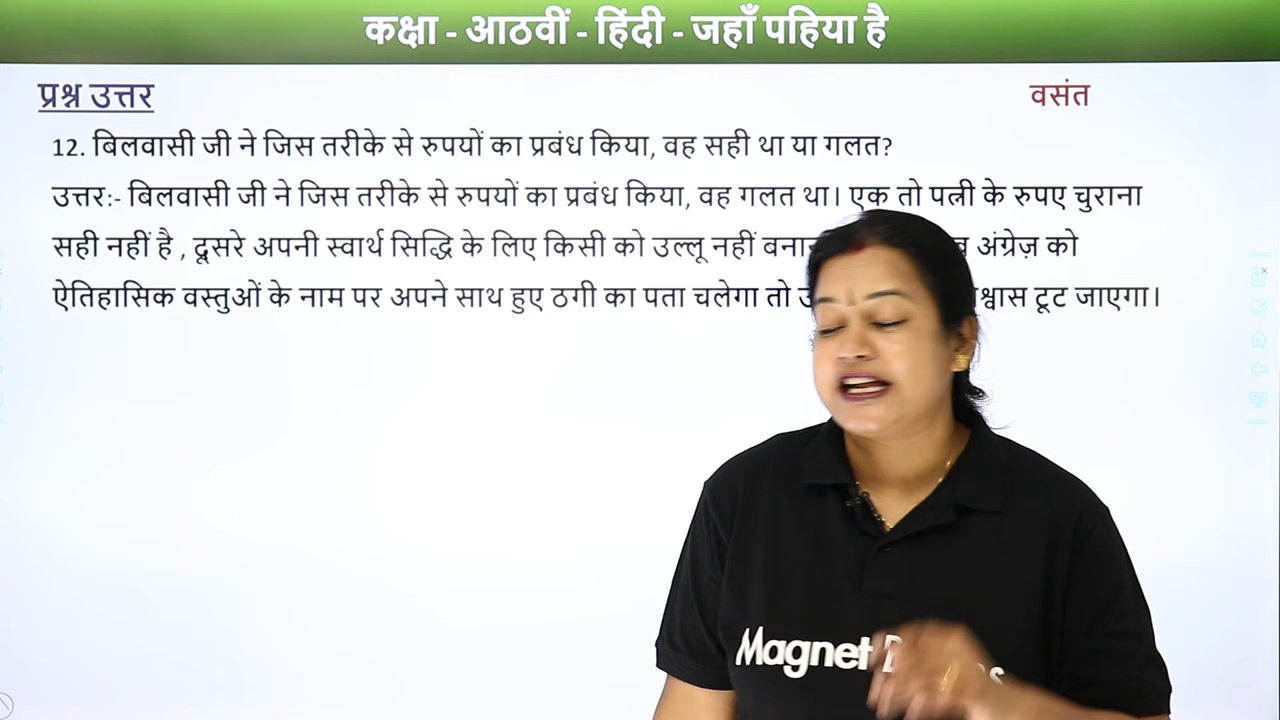 कक्षा - आठवीं - हिंदी - जहाँ पहिया है
प्रश्न उत्तर
वसंत
12. बिलवासी जी ने जिस तरीके से रुपयों का प्रबंध किया, वह सही था या गलत?
उत्तर:- बिलवासी जी ने जिस तरीके से रुपयों का प्रबंध किया, वह गलत था। एक तो पत्नी के रुपए चुराना
सही नहीं है , दूसरे अपनी स्वार्थ सिद्धि के लिए किसी को उल्लू नहीं अंग्रेज़ को
ऐतिहासिक वस्तुओं के नाम पर अपने साथ हुए ठगी का पता चलेगा तो टूट जाएगा।
Magnet